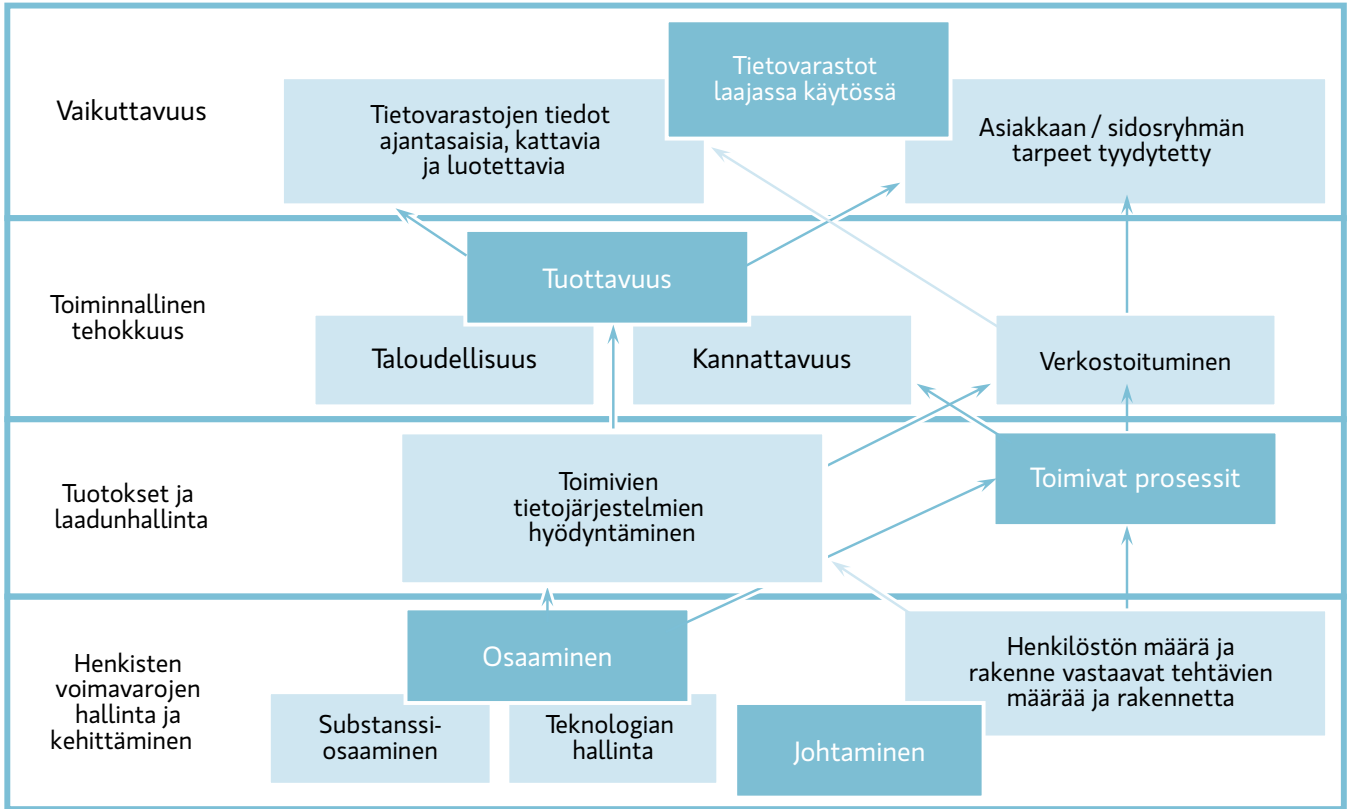 Vaikuttavuus
Tietovarastojen tiedot
ajantasaisia, kattavia
ja luotettavia
Tietovarastot
laajassa käytössä
Asiakkaan / sidosryhmän
tarpeet tyydytetty
Toiminnallinen
tehokkuus
Tuottavuus
Taloudellisuus
Kannattavuus
Verkostoituminen
Tuotokset ja
laadunhallinta
Toimivien
tietojärjestelmien
hyödyntäminen
Toimivat prosessit
Henkisten
voimavarojen
hallinta ja
kehittäminen
Osaaminen
Substanssi-
osaaminen
Teknologian
hallinta
Johtaminen
Henkilöstön määrä ja
rakenne vastaavat tehtävien
määrää ja rakennetta